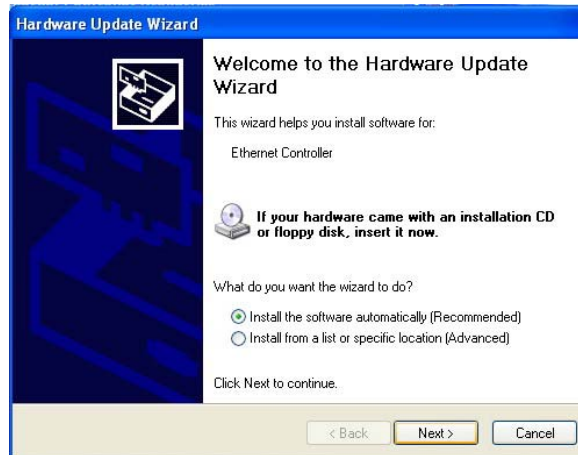 Hardware Update Wizard
Welcome to the Hardware Update
Wizard
This wizard helps you install software for:
Ethernet Controller
If your hardware came with an installation CD
or floppy disk, insert it now.
What do you want the wizard to do?
Install the software automatically (Recommended)
Install from a list or specific location (Advanced)
Click Next to continue.
< Back Next > Cancel